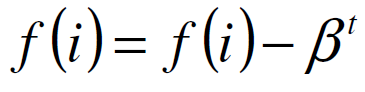 f(i) = f(i) − β^t